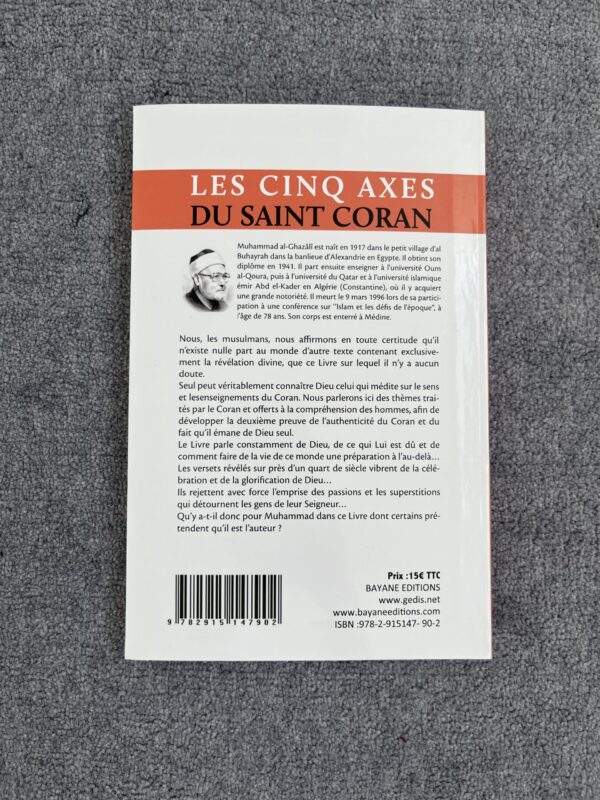 LES CINQ AXES
DU SAINT CORAN
Muhammad al-Ghazâlî est naît en 1917 dans le petit village d'al
Buhayrah dans la banlieue d'Alexandrie en Egypte. Il obtint son
diplôme en 1941. Il part ensuite enseigner à l'université Oum
al-Qoura, puis à l'université du Qatar et à l'université islamique
émir Abd el-Kader en Algérie (Constantine), où il y acquiert
une grande notoriété. Il meurt le 9 mars 1996 lors de sa partici-
pation à une conférence sur "Islam et les défis de l'époque", à
l'âge de 78 ans. Son corps est enterré à Médine.
Nous, les musulmans, nous affirmons en toute certitude qu'il
n'existe nulle part au monde d'autre texte contenant exclusive-
ment la révélation divine, que ce Livre sur lequel il n'y a aucun
doute.
Seul peut véritablement connaître Dieu celui qui médite sur le sens
et lesenseignements du Coran. Nous parlerons ici des thèmes trai-
tés par le Coran et offerts à la compréhension des hommes, afin de
développer la deuxième preuve de l'authenticité du Coran et du
fait qu'il émane de Dieu seul.
Le Livre parle constamment de Dieu, de ce qui Lui est dû et de
comment faire de la vie de ce monde une préparation à l'au-delà...
Les versets révélés sur près d'un quart de siècle vibrent de la célé-
bration et de la glorification de Dieu...
Ils rejettent avec force l'emprise des passions et les superstitions
qui détournent les gens de leur Seigneur...
Qu'y a-t-il donc pour Muhammad dans ce Livre dont certains pré-
tendent qu'il est l'auteur ?
Prix :15€ TTC
BAYANE EDITIONS
www.gedis.net
www.bayaneeditions.com
ISBN :978-2-915147- 90-2
9 782915 147902